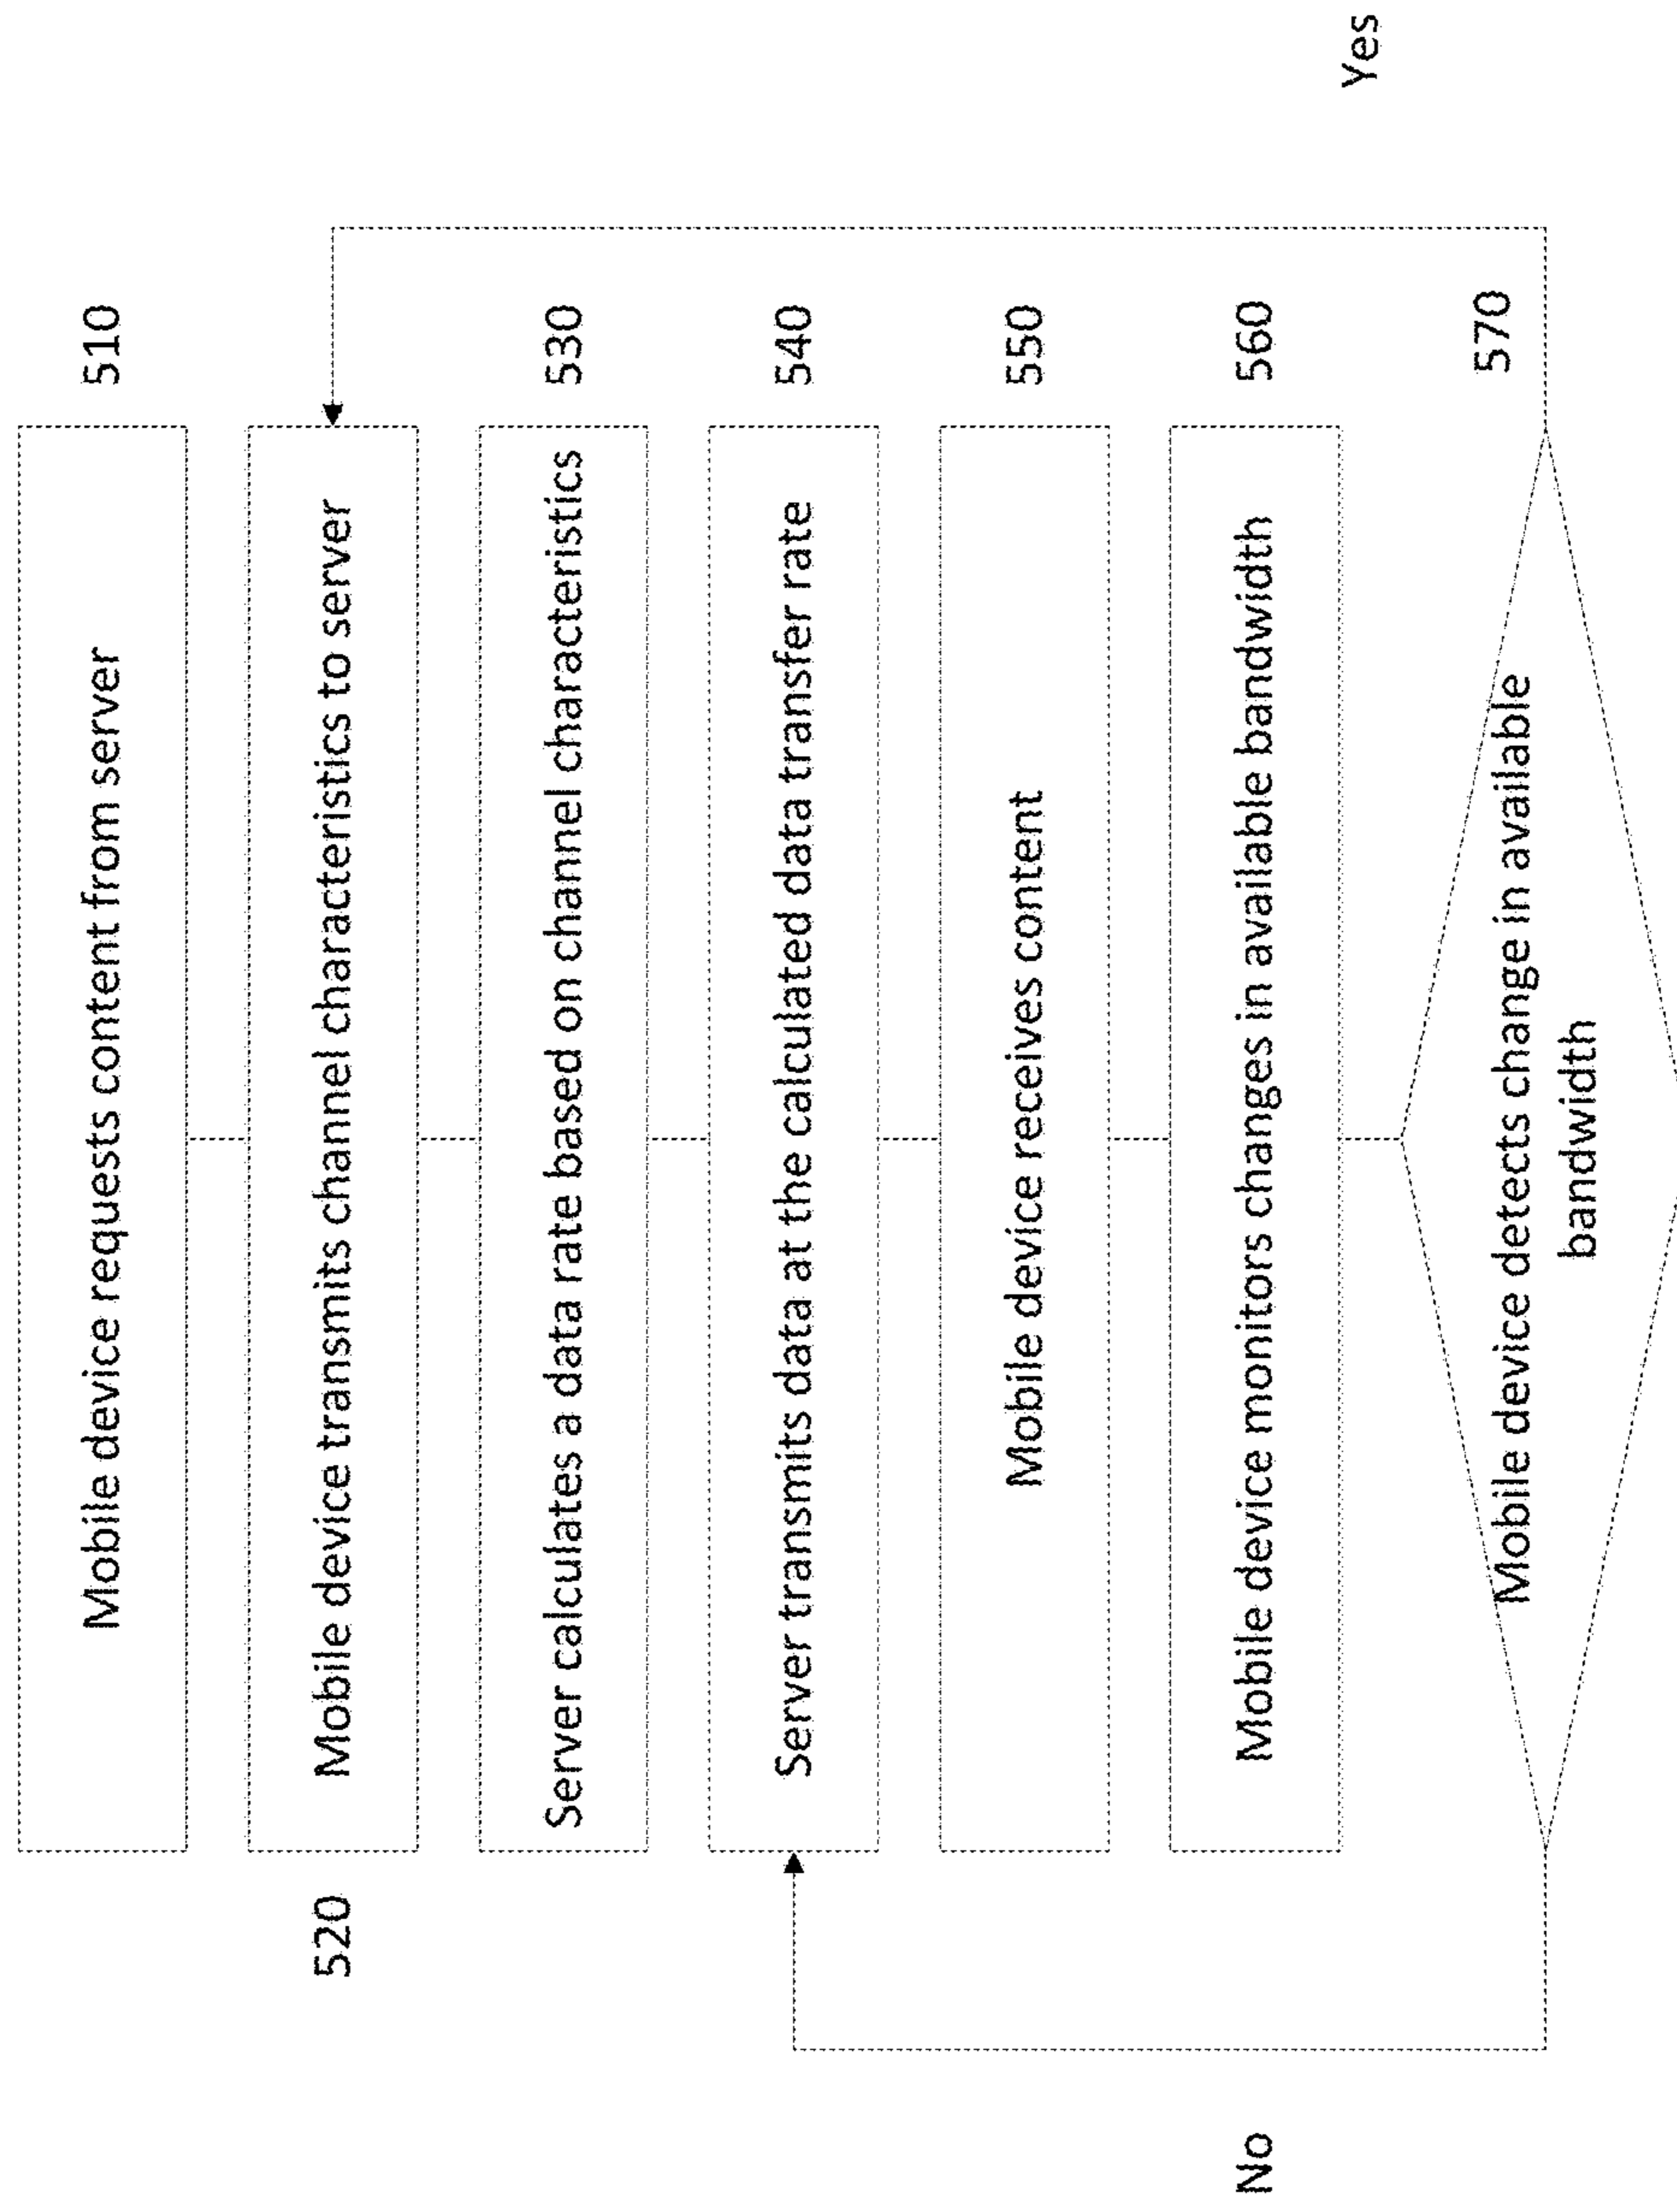 Mobile device requests content from server
510
520
Mobile device transmits channel characteristics to server
Server calculates a data rate based on channel characteristics
530
Server transmits data at the calculated data transfer rate
540
Mobile device receives content
550
Mobile device monitors changes in available bandwidth
560
No
Yes
Mobile device detects change in available
bandwidth
570